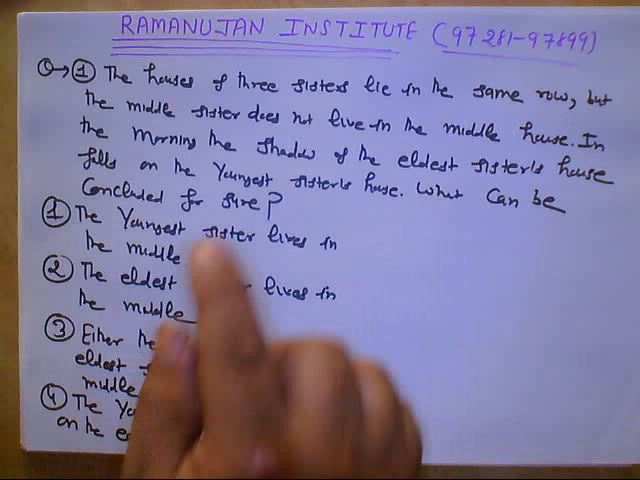 RAMANUJAN INSTITUTE (97281-97899)
Q→ ① The houses of three sisters lie in the same row, but
the middle sister does not live in the middle house. In
the morning the shadow of the eldest sister's house
falls on the Youngest sister's house. What Can be
Concluded for sure?
① The Youngest sister lives in
the middle
② The eldest lives in
the middle
③ Either the
eldest
middle
④ The
on the